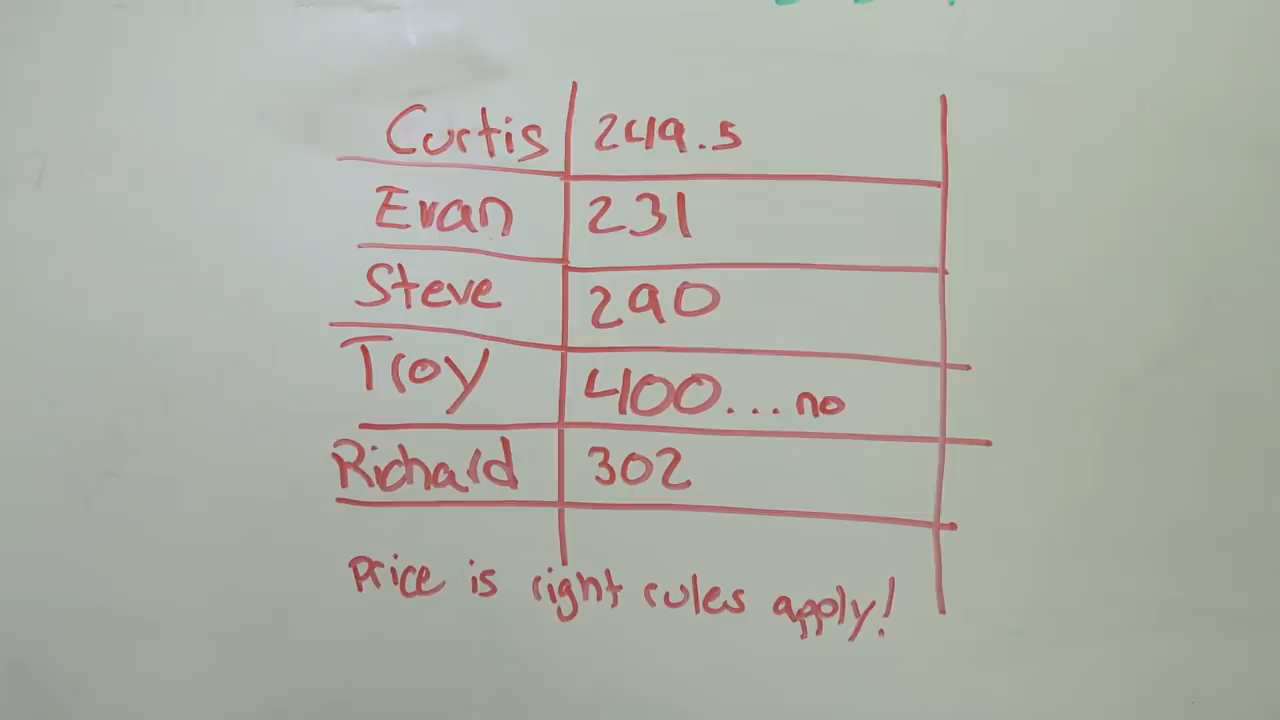 Curtis 249.5
Evan 231
Steve 290
Troy 400... no
Richard 302
Price is right rules apply!